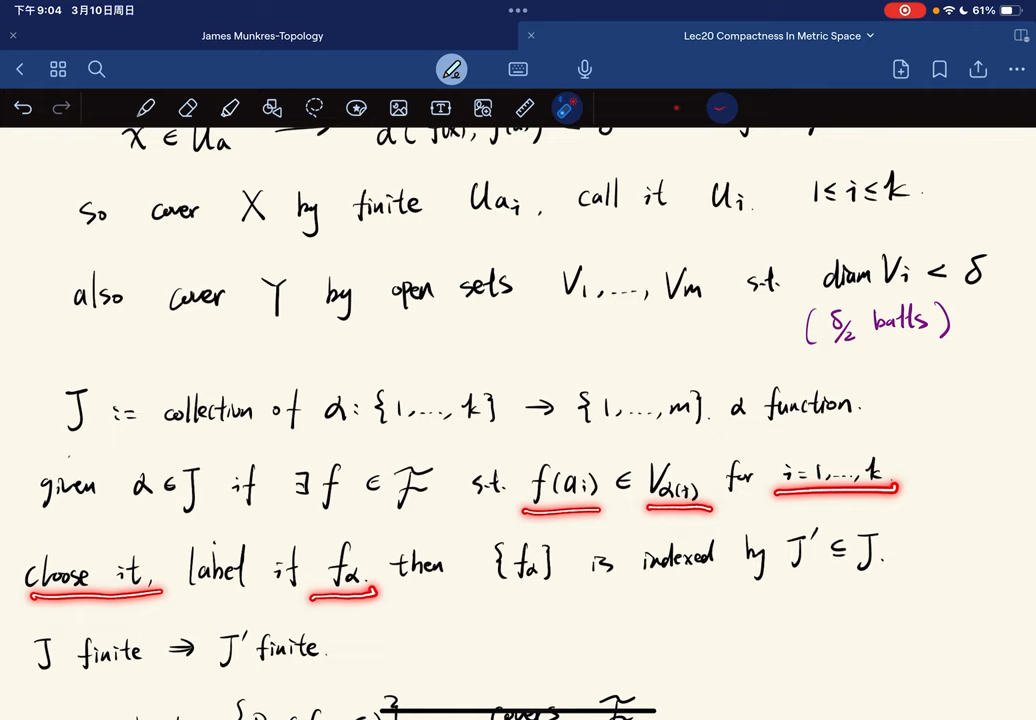 下午9:04 3月10日周日
61%
James Munkres-Topology
Lec20 Compactness In Metric Space
x ∈ Ua
so cover X by finite Uai, call it Ui. 1≤i≤k.
also cover Y by open sets V1,...,Vm s.t. diam Vi < δ
(δ/2 balls)
J := collection of α: {1,...,k} → {1,...,m}. α function.
given α∈J if ∃ f ∈ F s.t. f(ai) ∈ Vα(i) for i=1,...,k.
choose it, label it fα. then {fα} is indexed by J' ⊆ J.
J finite ⇒ J' finite.
covers F